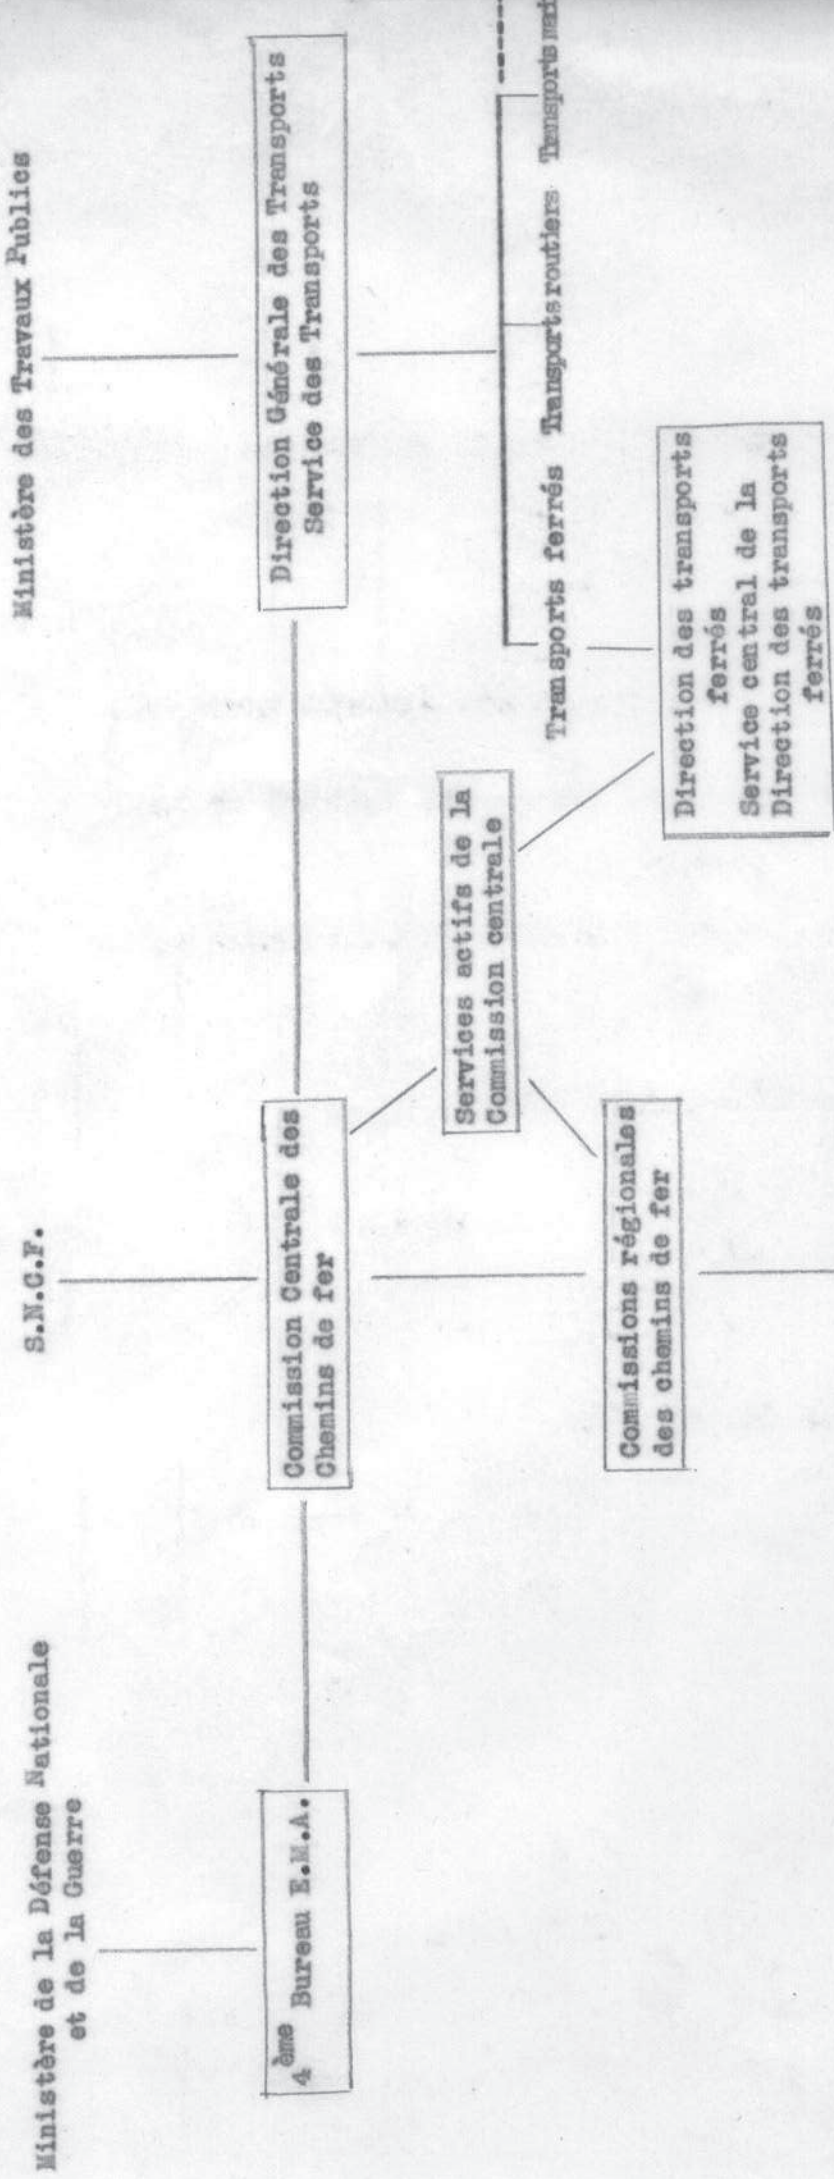 Ministère de la Défense Nationale
et de la Guerre
S.N.C.F.
Ministère des Travaux Publics
4ème Bureau E.M.A.
Commission Centrale des
Chemins de fer
Direction Générale des Transports
Service des Transports
Services actifs de la
Commission centrale
Transports ferrés
Transports routiers
Transports
Commissions régionales
des chemins de fer
Direction des transports
ferrés
Service central de la
Direction des transports
ferrés